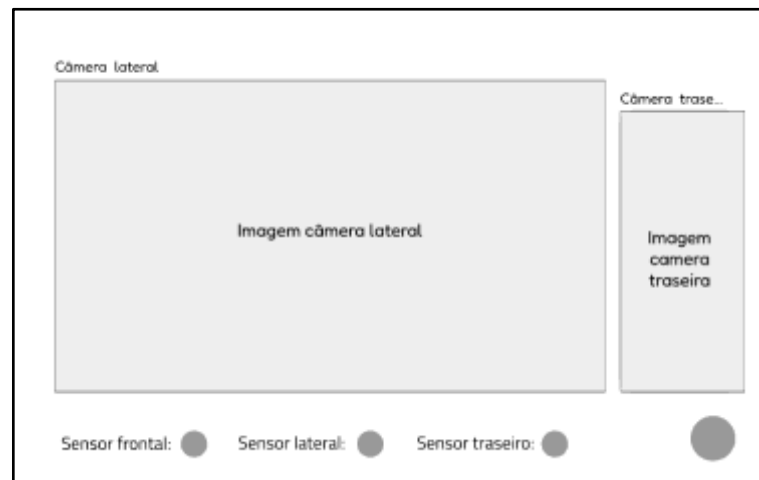 Câmera lateral
Câmera trase...
Imagem câmera lateral
Imagem
camera
traseira
Sensor frontal:
Sensor lateral:
Sensor traseiro: